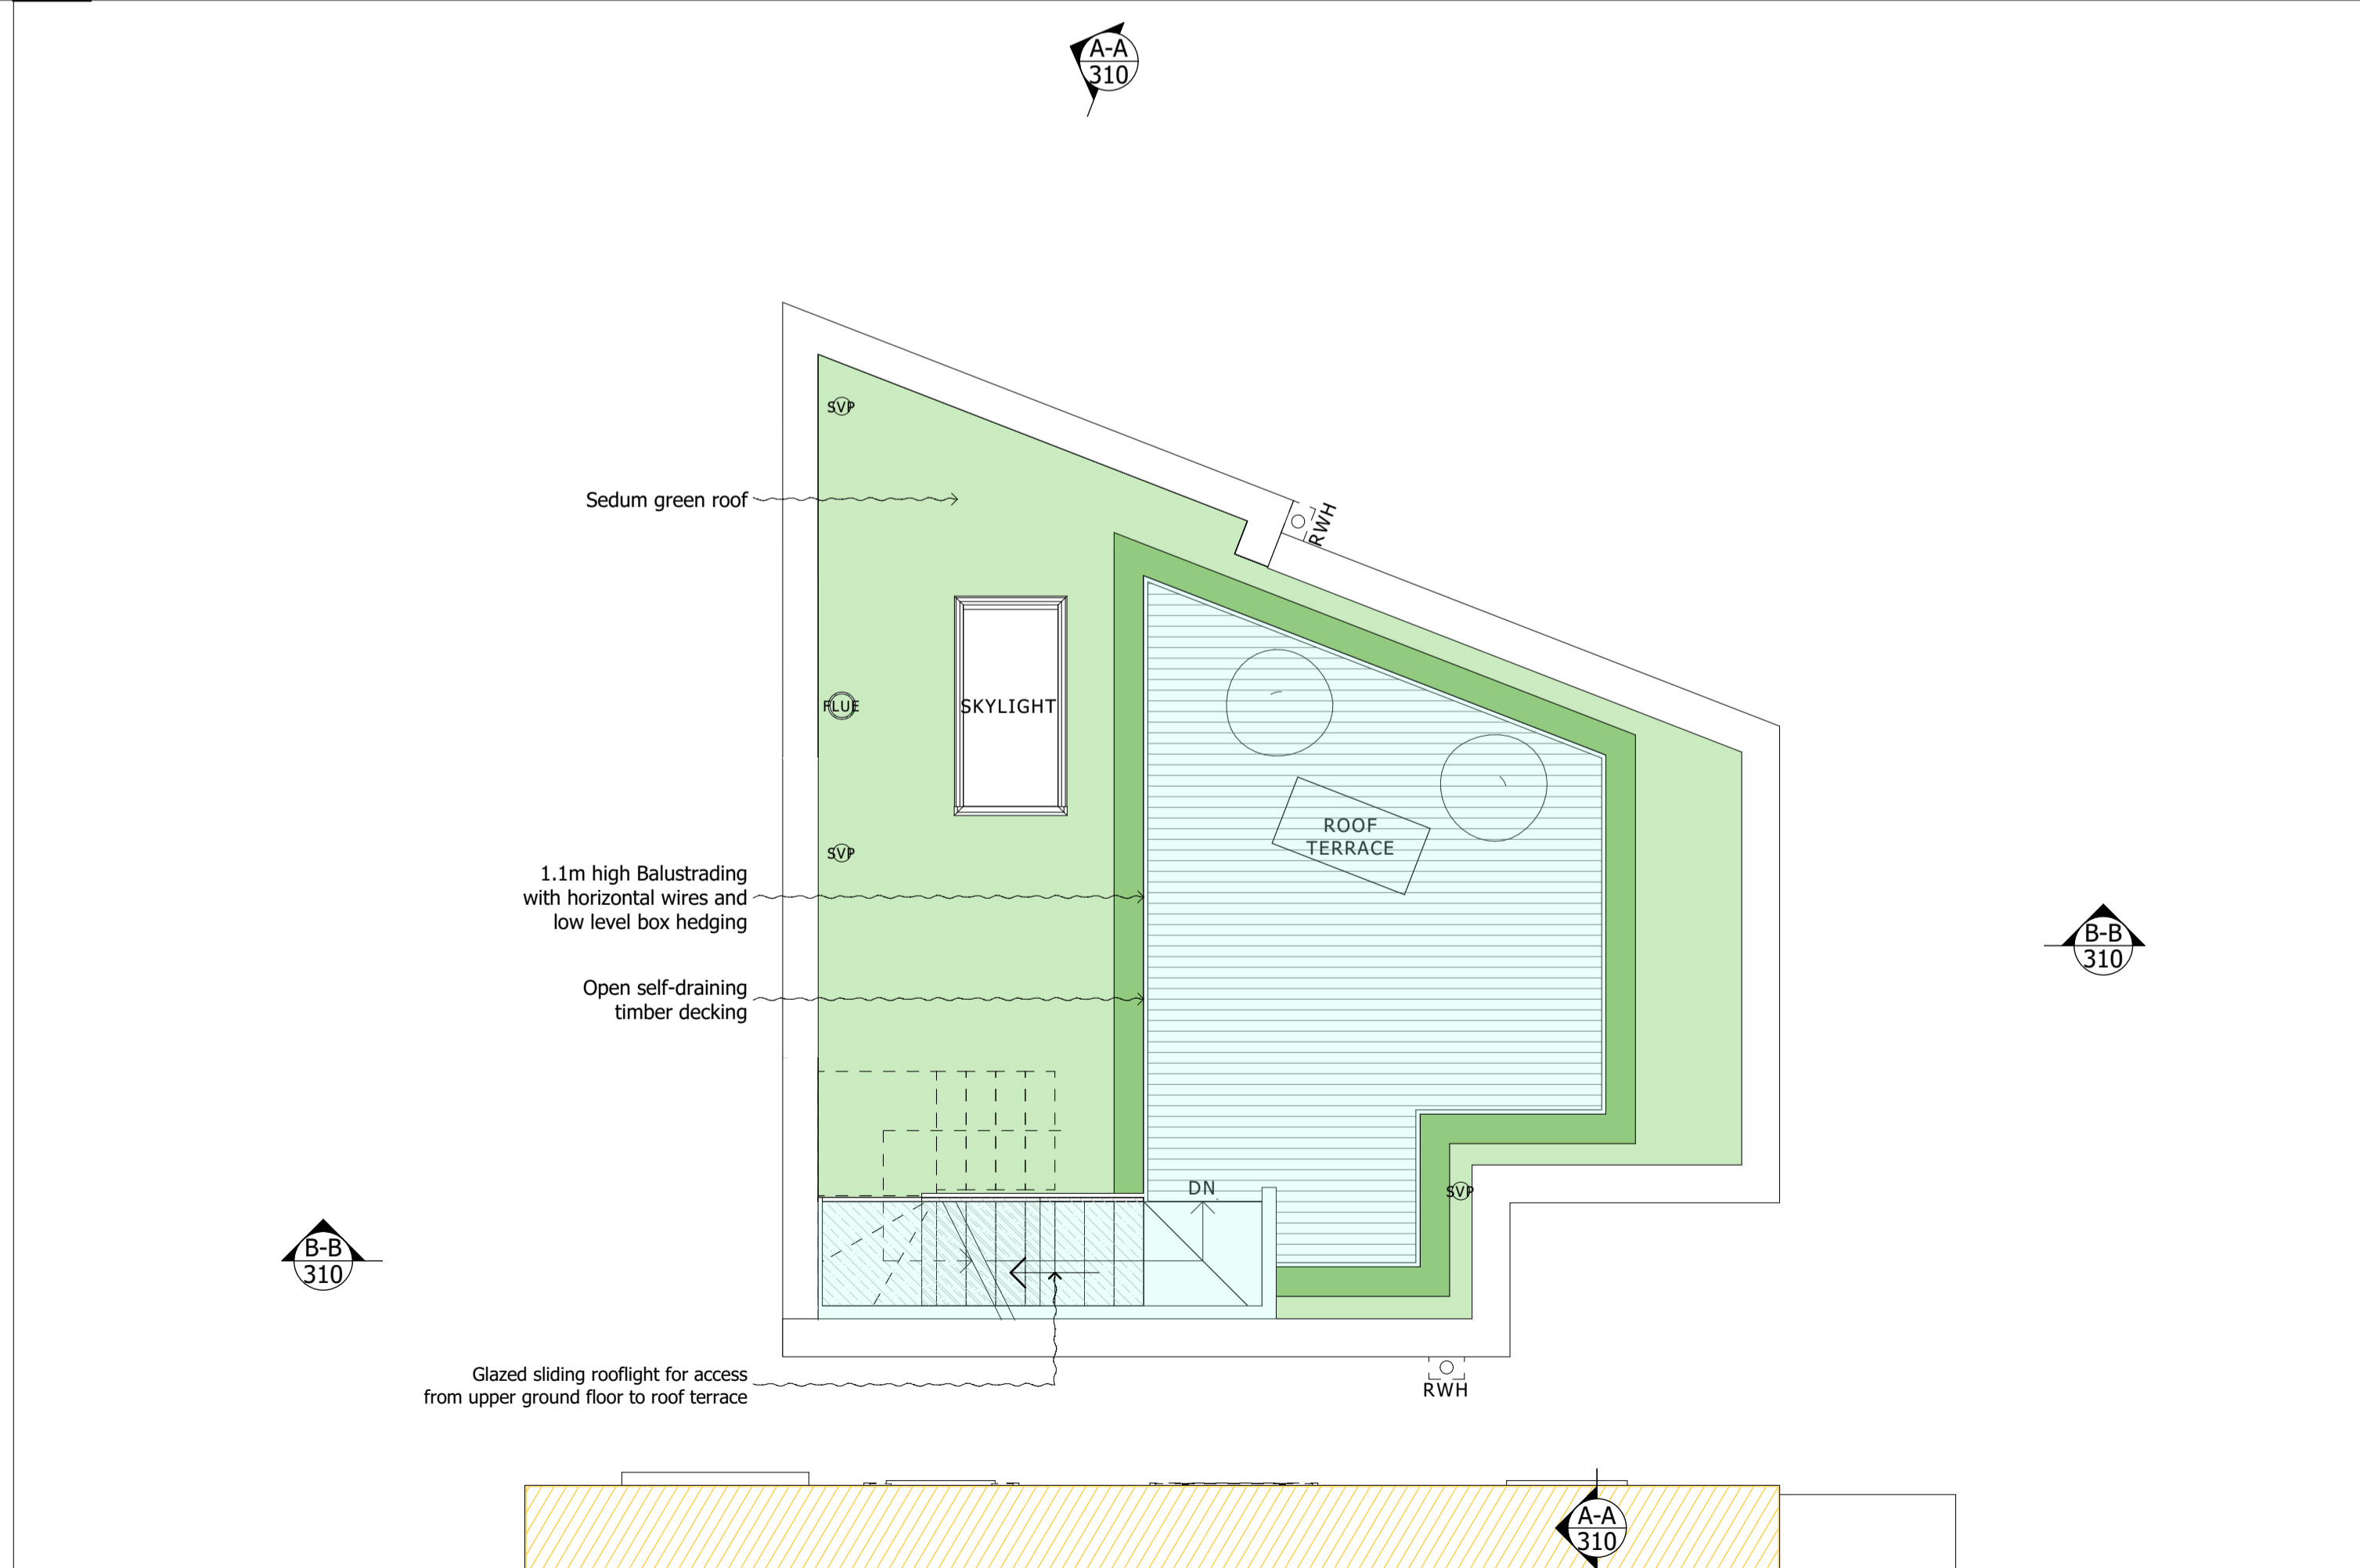 A-A
310
SVP
Sedum green roof
RWH
FLUE
SKYLIGHT
ROOF
TERRACE
SVP
1.1m high Balustrading
with horizontal wires and
low level box hedging
B-B
310
Open self-draining
timber decking
DN
SVP
B-B
310
Glazed sliding rooflight for access
from upper ground floor to roof terrace
RWH
A-A
310